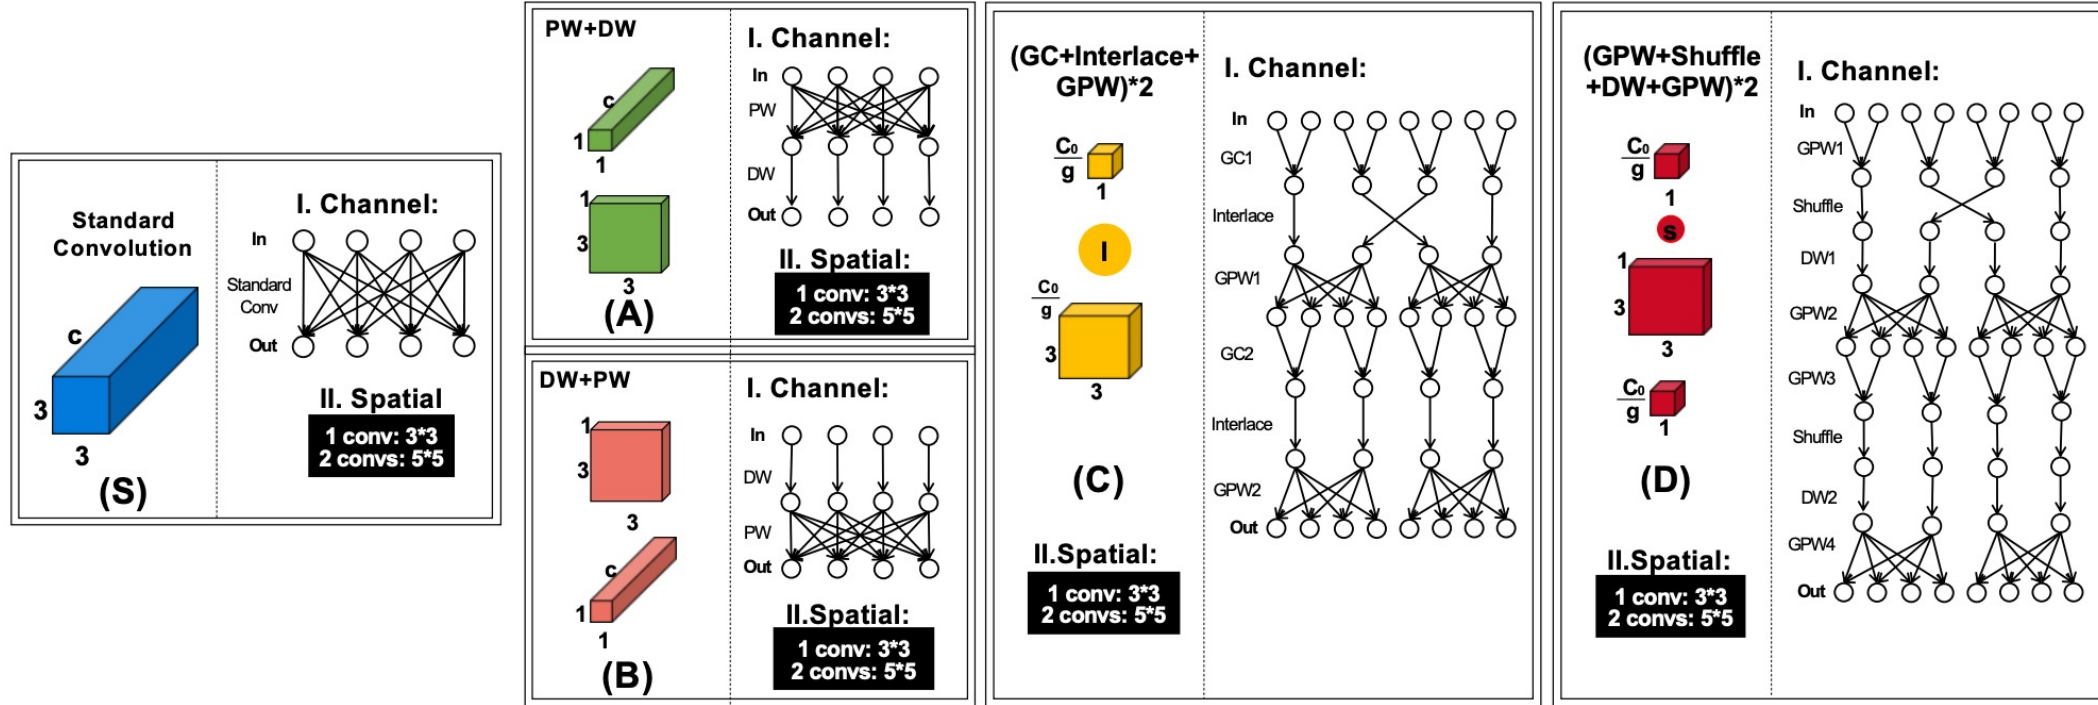 Standard
Convolution
c
3
3
(S)
I. Channel:
In
Standard
Conv
Out
II. Spatial
1 conv: 3*3
2 convs: 5*5
PW+DW
c
1
1
1
3
3
(A)
I. Channel:
In
PW
DW
Out
II. Spatial:
1 conv: 3*3
2 convs: 5*5
DW+PW
1
3
3
c
1
1
(B)
I. Channel:
In
DW
PW
Out
II.Spatial:
1 conv: 3*3
2 convs: 5*5
(GC+Interlace+
GPW)*2
C₀
g
1
I
C₀
g
3
3
(C)
II.Spatial:
1 conv: 3*3
2 convs: 5*5
I. Channel:
In
GC1
Interlace
GPW1
GC2
Interlace
GPW2
Out
(GPW+Shuffle
+DW+GPW)*2
C₀
g
1
s
1
3
3
C₀
g
1
(D)
II.Spatial:
1 conv: 3*3
2 convs: 5*5
I. Channel:
In
GPW1
Shuffle
DW1
GPW2
GPW3
Shuffle
DW2
GPW4
Out